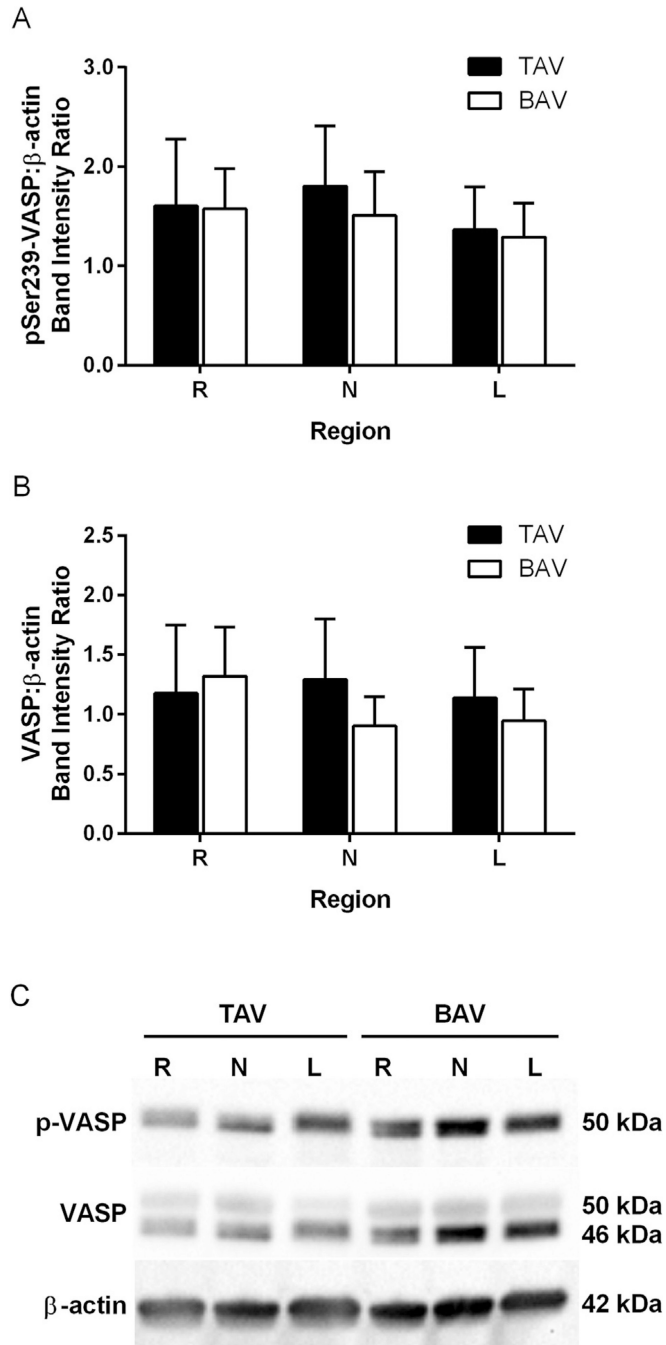 A
pSer239-VASP:β-actin
Band Intensity Ratio
3.0
2.0
1.0
0.0
TAV
BAV
R N L
Region
B
VASP:β-actin
Band Intensity Ratio
2.5
2.0
1.5
1.0
0.5
0.0
TAV
BAV
R N L
Region
C
TAV BAV
R N L R N L
p-VASP 50 kDa
VASP 50 kDa
46 kDa
β-actin 42 kDa